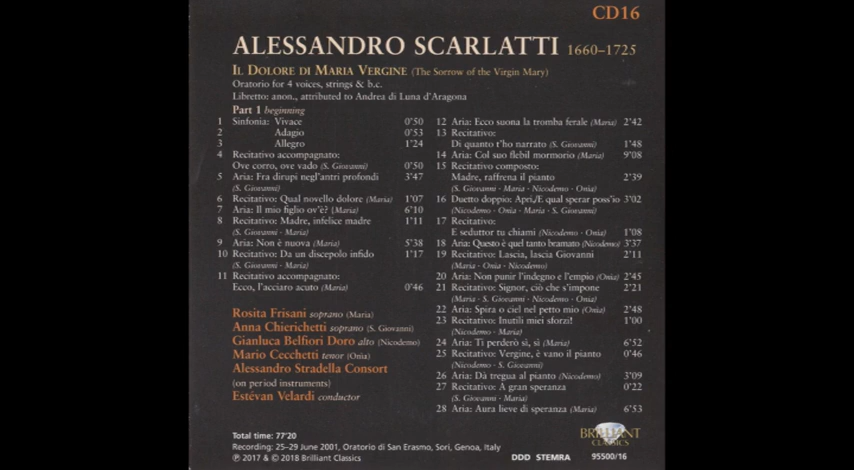 CD16
ALESSANDRO SCARLATTI 1660–1725
IL DOLORE DI MARIA VERGINE (The Sorrow of the Virgin Mary)
Oratorio for 4 voices, strings & b.c.
Libretto: anon., attributed to Andrea di Luna d'Aragona
Part 1 beginning
1 Sinfonia: Vivace 0'50
2 Adagio 0'53
3 Allegro 1'24
4 Recitativo accompagnato:
Ove corro, ove vado (S. Giovanni) 0'50
5 Aria: Fra dirupi negl'antri profondi 3'47
(S. Giovanni)
6 Recitativo: Qual novello dolore (Maria) 1'07
7 Aria: Il mio figlio ov'è? (Maria) 6'10
8 Recitativo: Madre, infelice madre 1'11
(S. Giovanni · Maria)
9 Aria: Non è nuova (Maria) 5'38
10 Recitativo: Da un discepolo infido 1'17
(S. Giovanni · Maria)
11 Recitativo accompagnato:
Ecco, l'acciaro acuto (Maria) 0'46
12 Aria: Ecco suona la tromba ferale (Maria) 2'42
13 Recitativo:
Di quanto t'ho narrato (S. Giovanni) 1'48
14 Aria: Col suo flebil mormorio (Maria) 9'08
15 Recitativo composto:
Madre, raffrena il pianto 2'39
(S. Giovanni · Maria · Nicodemo · Onia)
16 Duetto doppio: Apri,/E qual sperar poss'io 3'02
(Nicodemo · Onia · Maria · S. Giovanni)
17 Recitativo:
E seduttor tu chiami (Nicodemo · Onia) 1'08
18 Aria: Questo è quel tanto bramato (Nicodemo) 3'37
19 Recitativo: Lascia, lascia Giovanni 2'11
(Maria · Onia · Nicodemo)
20 Aria: Non punir l'indegno e l'empio (Onia) 2'45
21 Recitativo: Signor, ciò che s'impone 2'21
(Maria · S. Giovanni · Nicodemo · Onia)
22 Aria: Spira o ciel nel petto mio (Onia) 2'48
23 Recitativo: Inutili miei sforzi! 1'00
(Nicodemo · Maria)
24 Aria: Ti perderò sì, sì (Maria) 6'52
25 Recitativo: Vergine, è vano il pianto 0'46
(Nicodemo · S. Giovanni)
26 Aria: Dà tregua al pianto (Nicodemo) 3'09
27 Recitativo: A gran speranza 0'22
(S. Giovanni · Maria)
28 Aria: Aura lieve di speranza (Maria) 6'53
Rosita Frisani soprano (Maria)
Anna Chierichetti soprano (S. Giovanni)
Gianluca Belfiori Doro alto (Nicodemo)
Mario Cecchetti tenor (Onia)
Alessandro Stradella Consort
(on period instruments)
Estévan Velardi conductor
Total time: 77'20
Recording: 25–29 June 2001, Oratorio di San Erasmo, Sori, Genoa, Italy
℗ 2017 & © 2018 Brilliant Classics
DDD STEMRA
BRILLIANT
CLASSICS
95500/16